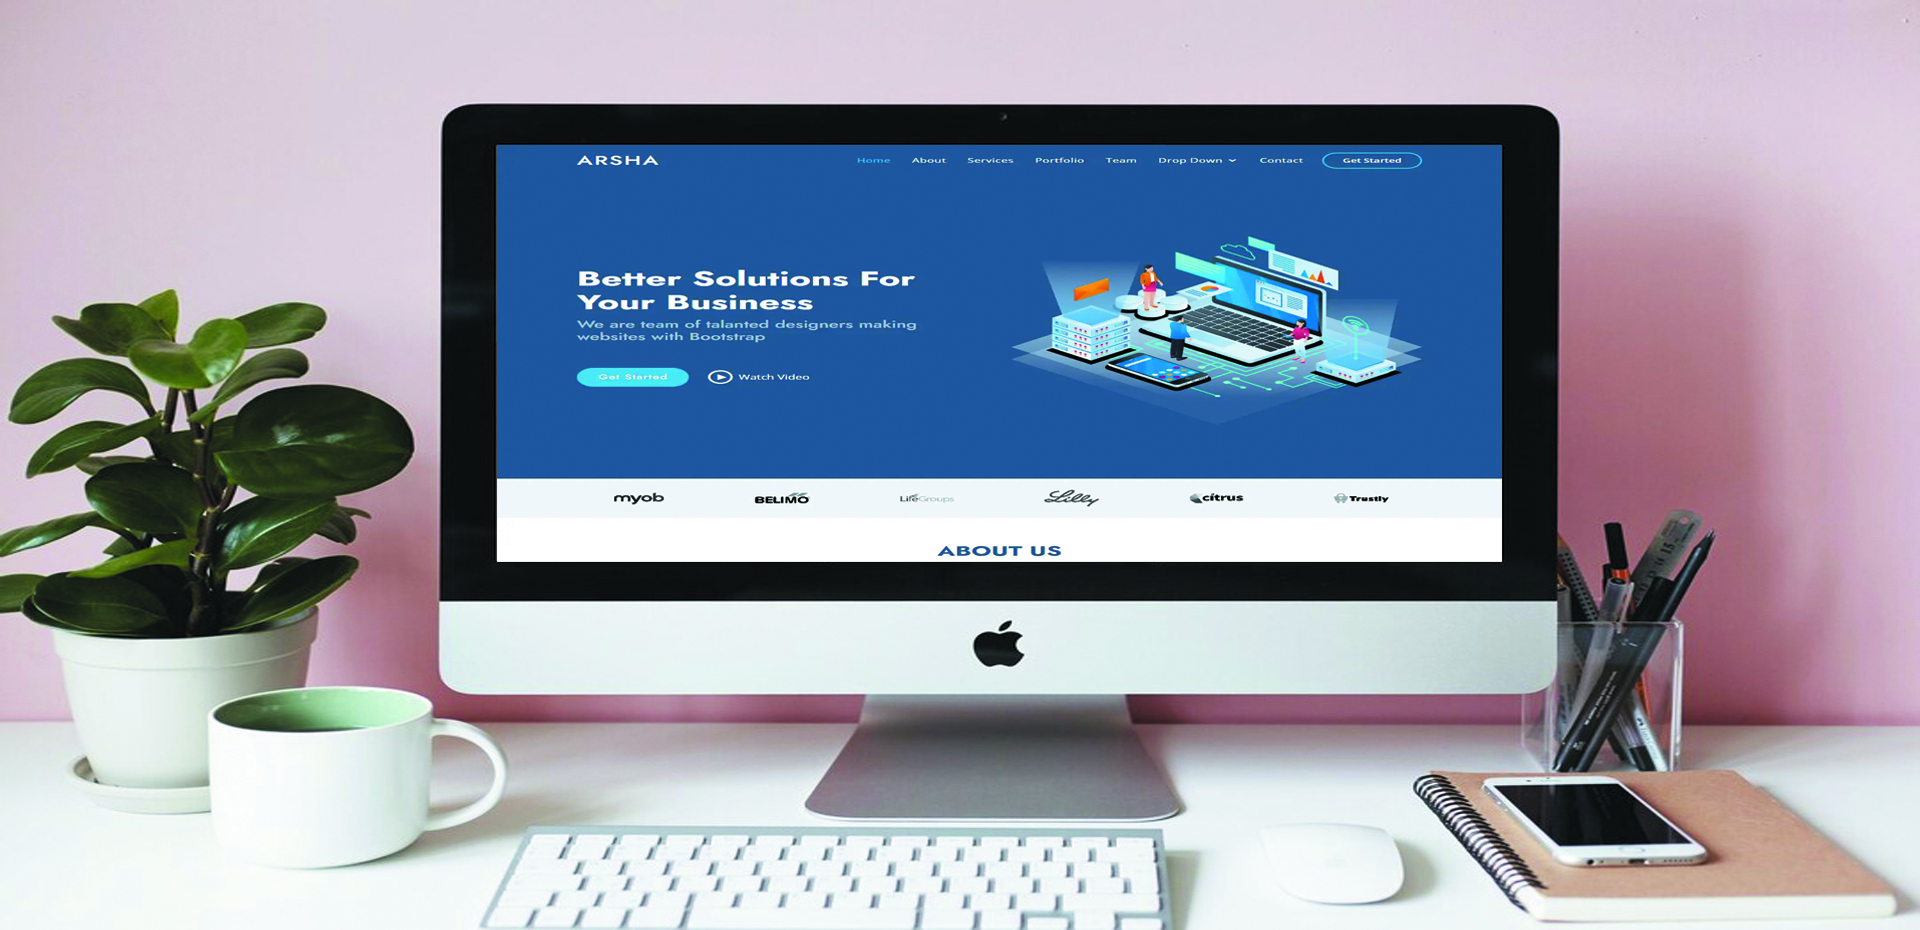 ARSHA
Home About Services Portfolio Team Drop Down Contact Get Started
Better Solutions For
Your Business
We are team of talanted designers making
websites with Bootstrap
Get Started Watch Video
myob BELIMO LifeGroups Lilly citrus Trustly
ABOUT US
15